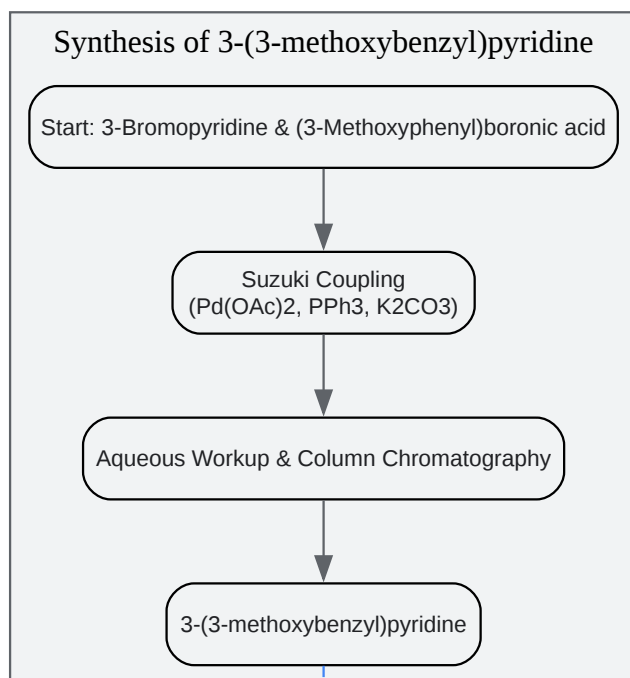 Synthesis of 3-(3-methoxybenzyl)pyridine
Start: 3-Bromopyridine & (3-Methoxyphenyl)boronic acid
Suzuki Coupling
(Pd(OAc)2, PPh3, K2CO3)
Aqueous Workup & Column Chromatography
3-(3-methoxybenzyl)pyridine